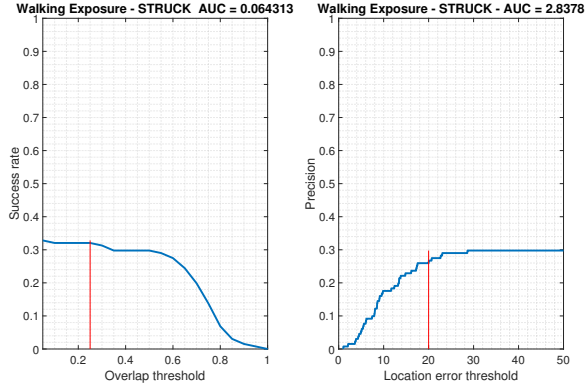 Walking Exposure - STRUCK  AUC = 0.064313
1
0.9
0.8
0.7
0.6
0.5
0.4
0.3
0.2
0.1
0
Success rate
0.2 0.4 0.6 0.8 1
Overlap threshold
Walking Exposure - STRUCK - AUC = 2.8378
1
0.9
0.8
0.7
0.6
0.5
0.4
0.3
0.2
0.1
0
Precision
0 10 20 30 40 50
Location error threshold